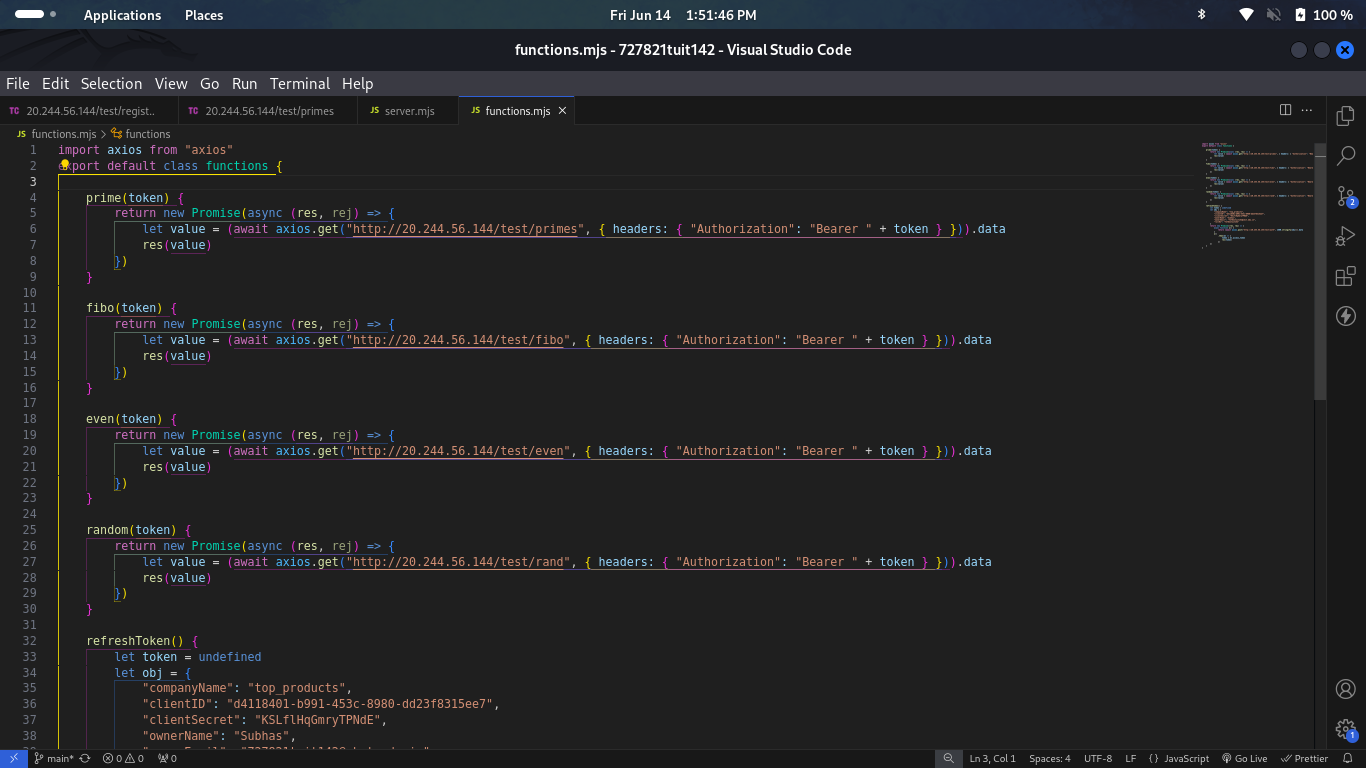 Applications Places Fri Jun 14 1:51:46 PM 100 %
functions.mjs - 727821tuit142 - Visual Studio Code
File Edit Selection View Go Run Terminal Help
TC 20.244.56.144/test/regist.. TC 20.244.56.144/test/primes JS server.mjs JS functions.mjs
JS functions.mjs > functions
1 import axios from "axios"
2 export default class functions {
3
4 prime(token) {
5 return new Promise(async (res, rej) => {
6 let value = (await axios.get("http://20.244.56.144/test/primes", { headers: { "Authorization": "Bearer " + token } })).data
7 res(value)
8 })
9 }
10
11 fibo(token) {
12 return new Promise(async (res, rej) => {
13 let value = (await axios.get("http://20.244.56.144/test/fibo", { headers: { "Authorization": "Bearer " + token } })).data
14 res(value)
15 })
16 }
17
18 even(token) {
19 return new Promise(async (res, rej) => {
20 let value = (await axios.get("http://20.244.56.144/test/even", { headers: { "Authorization": "Bearer " + token } })).data
21 res(value)
22 })
23 }
24
25 random(token) {
26 return new Promise(async (res, rej) => {
27 let value = (await axios.get("http://20.244.56.144/test/rand", { headers: { "Authorization": "Bearer " + token } })).data
28 res(value)
29 })
30 }
31
32 refreshToken() {
33 let token = undefined
34 let obj = {
35 "companyName": "top_products",
36 "clientID": "d4118401-b991-453c-8980-dd23f8315ee7",
37 "clientSecret": "KSLflHqGmryTPNdE",
38 "ownerName": "Subhas",
2
1
main* 0 0 0 Ln 3, Col 1 Spaces: 4 UTF-8 LF {} JavaScript Go Live Prettier